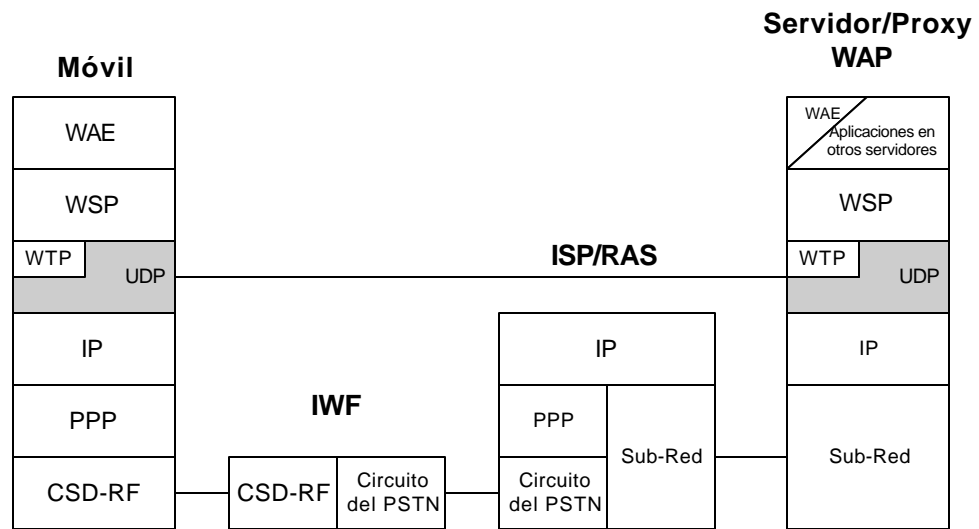 Servidor/Proxy
WAP
Móvil
WAE
WAE
Aplicaciones en
otros servidores
WSP
WSP
WTP
UDP
ISP/RAS
WTP
UDP
IP
IP
IP
PPP
IWF
PPP
Sub-Red
Sub-Red
CSD-RF
CSD-RF
Circuito
del PSTN
Circuito
del PSTN